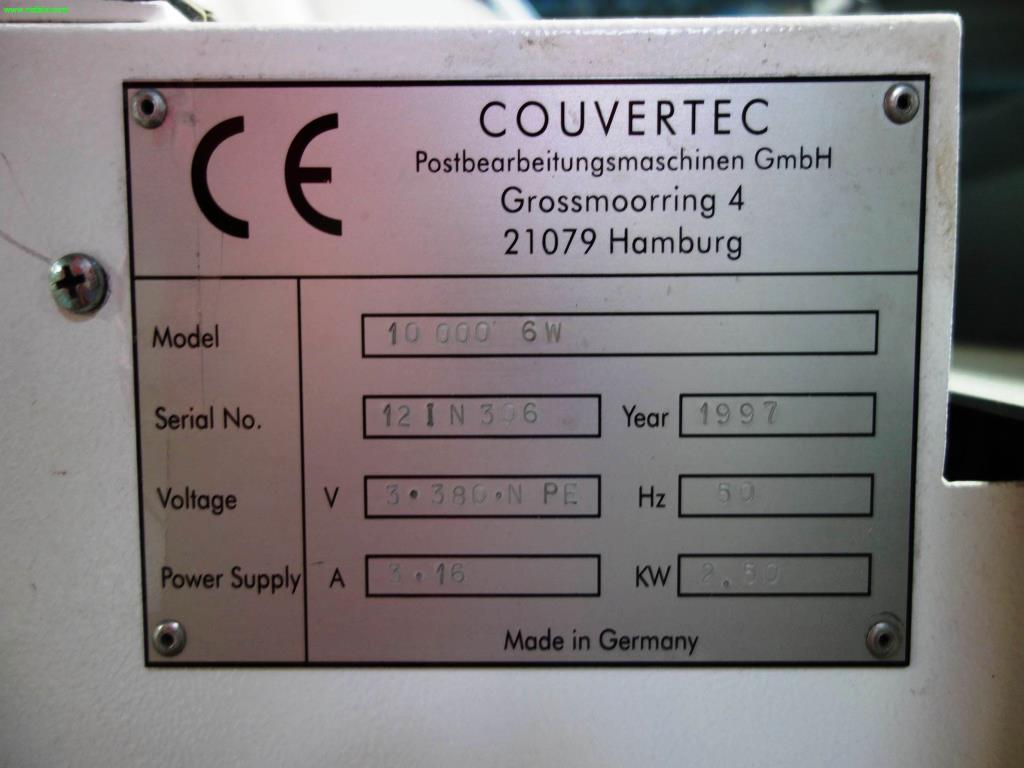 CE
COUVERTEC
Postbearbeitungsmaschinen GmbH
Grossmoorring 4
21079 Hamburg
Model 10 000 6W
Serial No. 12 I N 306 Year 1997
Voltage V 3·380·N PE Hz 50
Power Supply A 3·16 KW 2.50
Made in Germany